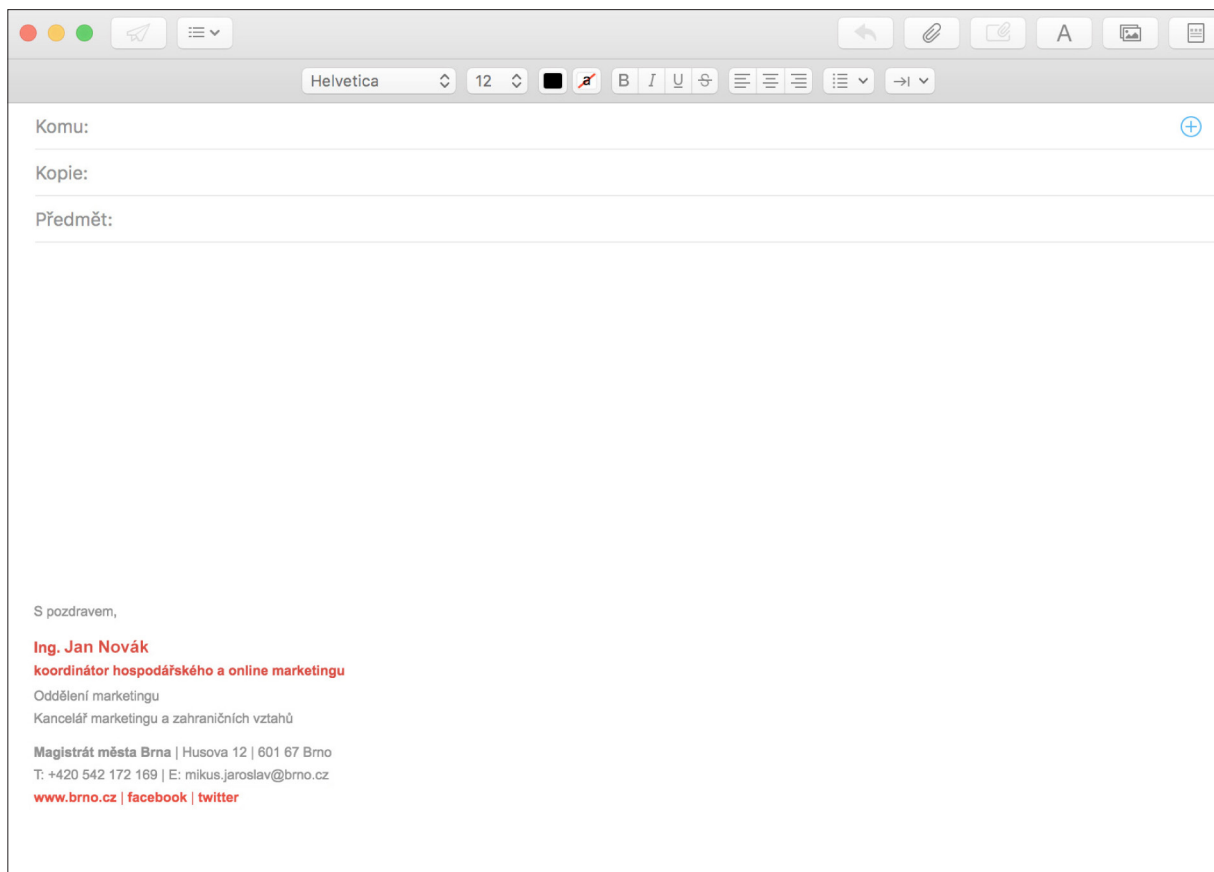 Helvetica 12 a B I U S
A
Komu:
Kopie:
Předmět:
S pozdravem,
Ing. Jan Novák
koordinátor hospodářského a online marketingu
Oddělení marketingu
Kancelář marketingu a zahraničních vztahů
Magistrát města Brna | Husova 12 | 601 67 Brno
T: +420 542 172 169 | E: mikus.jaroslav@brno.cz
www.brno.cz | facebook | twitter